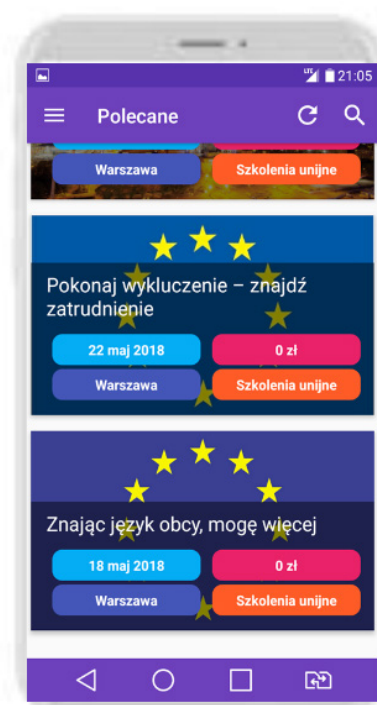 LTE 21:05
Polecane
Warszawa Szkolenia unijne
Pokonaj wykluczenie – znajdź
zatrudnienie
22 maj 2018 0 zł
Warszawa Szkolenia unijne
Znając język obcy, mogę więcej
18 maj 2018 0 zł
Warszawa Szkolenia unijne